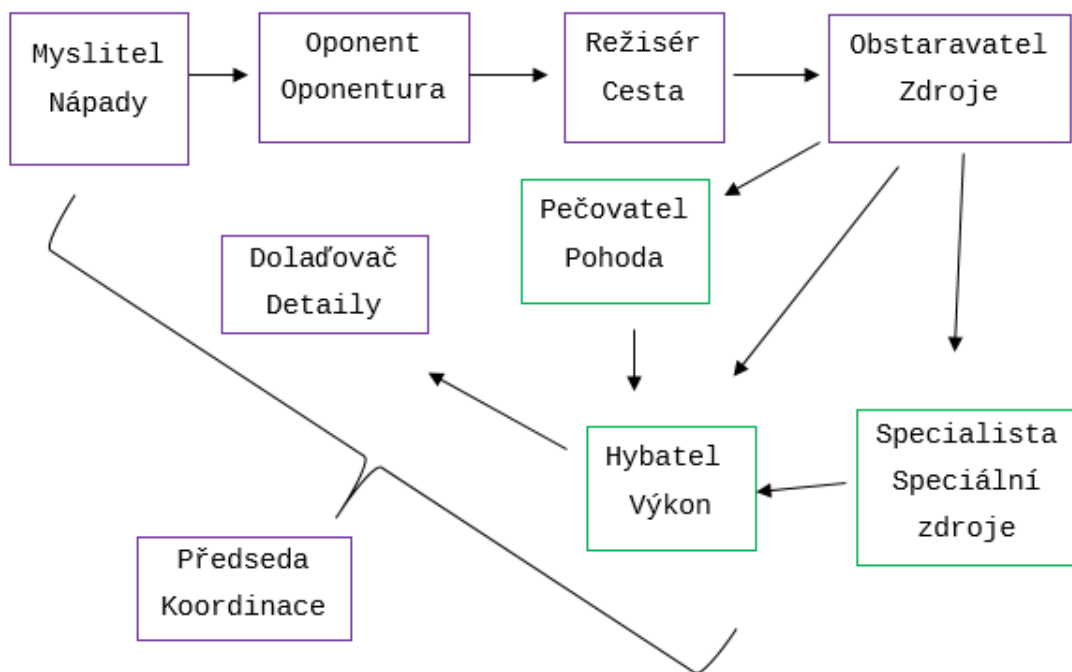 Myslitel
Nápady
Oponent
Oponentura
Režisér
Cesta
Obstaravatel
Zdroje
Pečovatel
Pohoda
Dolaďovač
Detaily
Hybatel
Výkon
Specialista
Speciální
zdroje
Předseda
Koordinace